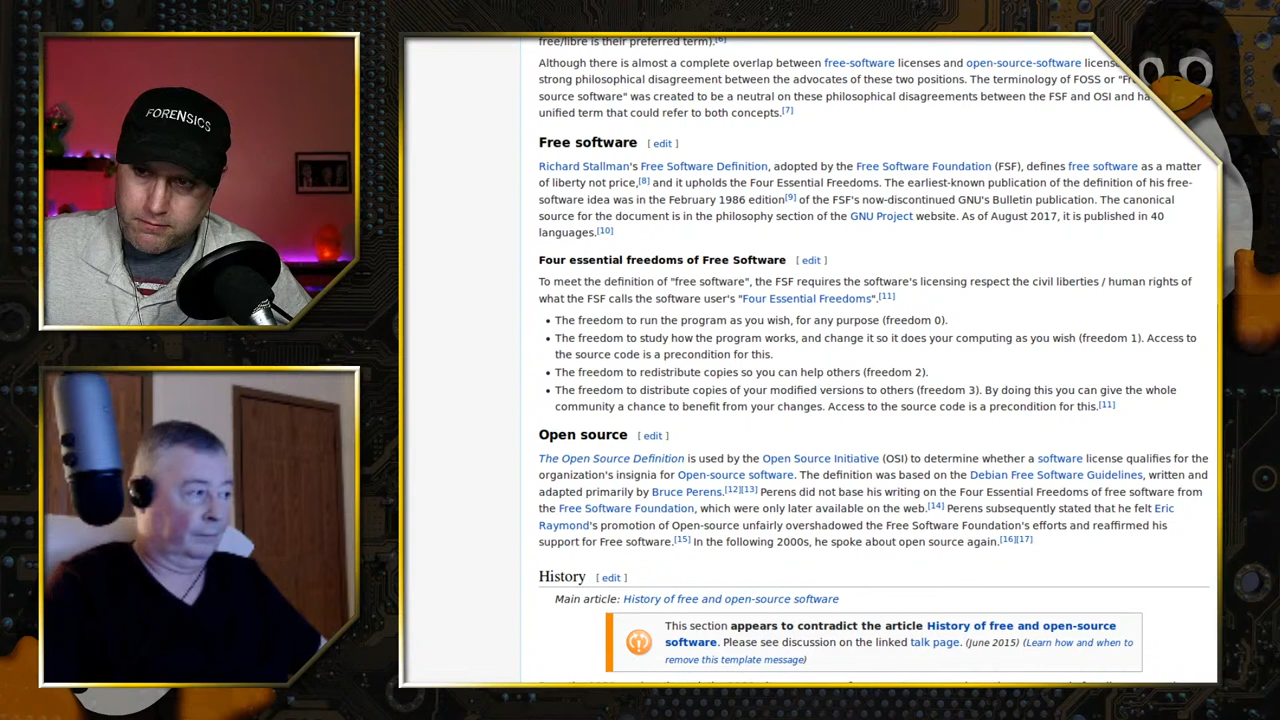 FORENSICS
free/libre is their preferred term).[6]
Although there is almost a complete overlap between free-software licenses and open-source-software
strong philosophical disagreement between the advocates of these two positions. The terminology of FOSS or
source software" was created to be a neutral on these philosophical disagreements between the FSF and OSI and
unified term that could refer to both concepts.[7]
Free software [ edit ]
Richard Stallman's Free Software Definition, adopted by the Free Software Foundation (FSF), defines free software as a matter
of liberty not price,[8] and it upholds the Four Essential Freedoms. The earliest-known publication of the definition of his free-
software idea was in the February 1986 edition[9] of the FSF's now-discontinued GNU's Bulletin publication. The canonical
source for the document is in the philosophy section of the GNU Project website. As of August 2017, it is published in 40
languages.[10]
Four essential freedoms of Free Software [ edit ]
To meet the definition of "free software", the FSF requires the software's licensing respect the civil liberties / human rights of
what the FSF calls the software user's "Four Essential Freedoms".[11]
• The freedom to run the program as you wish, for any purpose (freedom 0).
• The freedom to study how the program works, and change it so it does your computing as you wish (freedom 1). Access to
the source code is a precondition for this.
• The freedom to redistribute copies so you can help others (freedom 2).
• The freedom to distribute copies of your modified versions to others (freedom 3). By doing this you can give the whole
community a chance to benefit from your changes. Access to the source code is a precondition for this.[11]
Open source [ edit ]
The Open Source Definition is used by the Open Source Initiative (OSI) to determine whether a software license qualifies for the
organization's insignia for Open-source software. The definition was based on the Debian Free Software Guidelines, written and
adapted primarily by Bruce Perens.[12][13] Perens did not base his writing on the Four Essential Freedoms of free software from
the Free Software Foundation, which were only later available on the web.[14] Perens subsequently stated that he felt Eric
Raymond's promotion of Open-source unfairly overshadowed the Free Software Foundation's efforts and reaffirmed his
support for Free software.[15] In the following 2000s, he spoke about open source again.[16][17]
History [ edit ]
Main article: History of free and open-source software
This section appears to contradict the article History of free and open-source
software. Please see discussion on the linked talk page. (June 2015) (Learn how and when to
remove this template message)